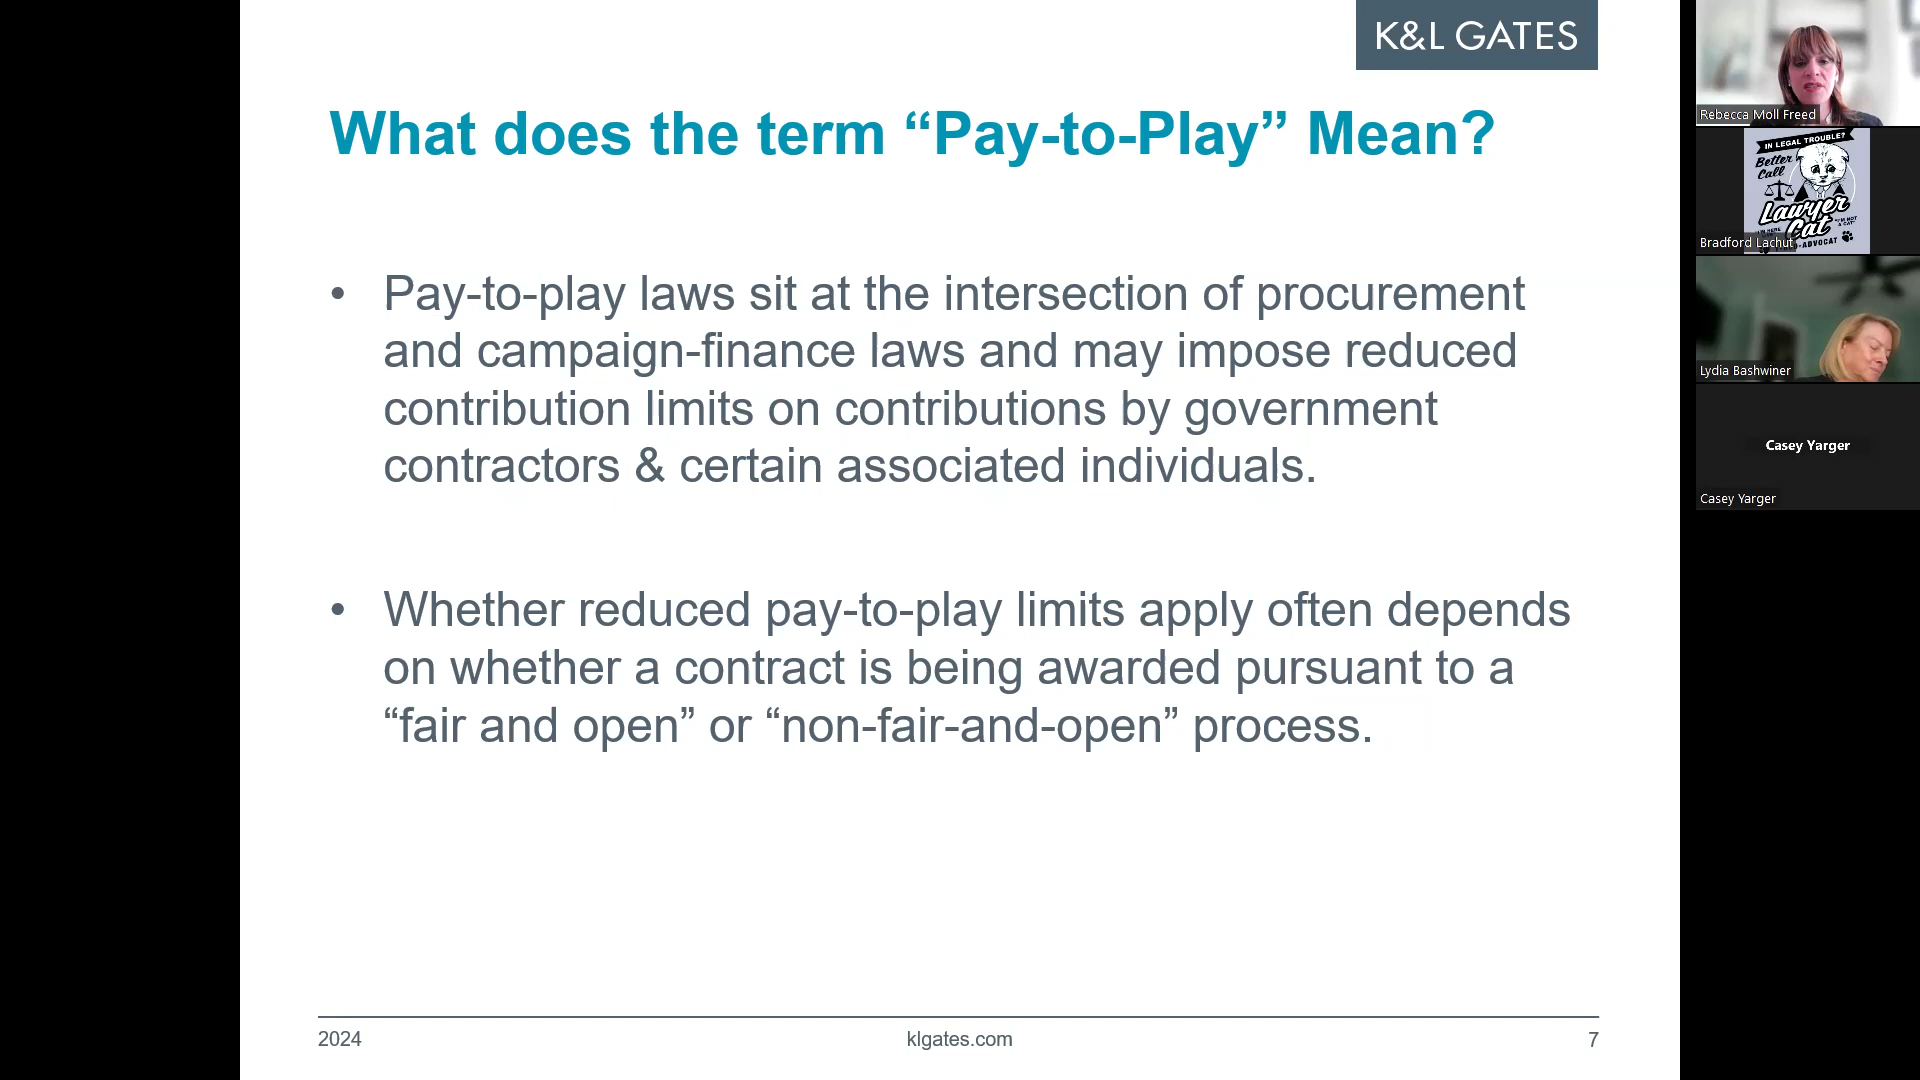 K&L GATES
What does the term “Pay-to-Play” Mean?
• Pay-to-play laws sit at the intersection of procurement
and campaign-finance laws and may impose reduced
contribution limits on contributions by government
contractors & certain associated individuals.
• Whether reduced pay-to-play limits apply often depends
on whether a contract is being awarded pursuant to a
“fair and open” or “non-fair-and-open” process.
2024
klgates.com
7
Rebecca Moll Freed
IN LEGAL TROUBLE?
Better
Call
Lawyer
Cat
"I'M NOT
A CAT"
-ADVOCAT
Bradford Lachut
Lydia Bashwiner
Casey Yarger
Casey Yarger